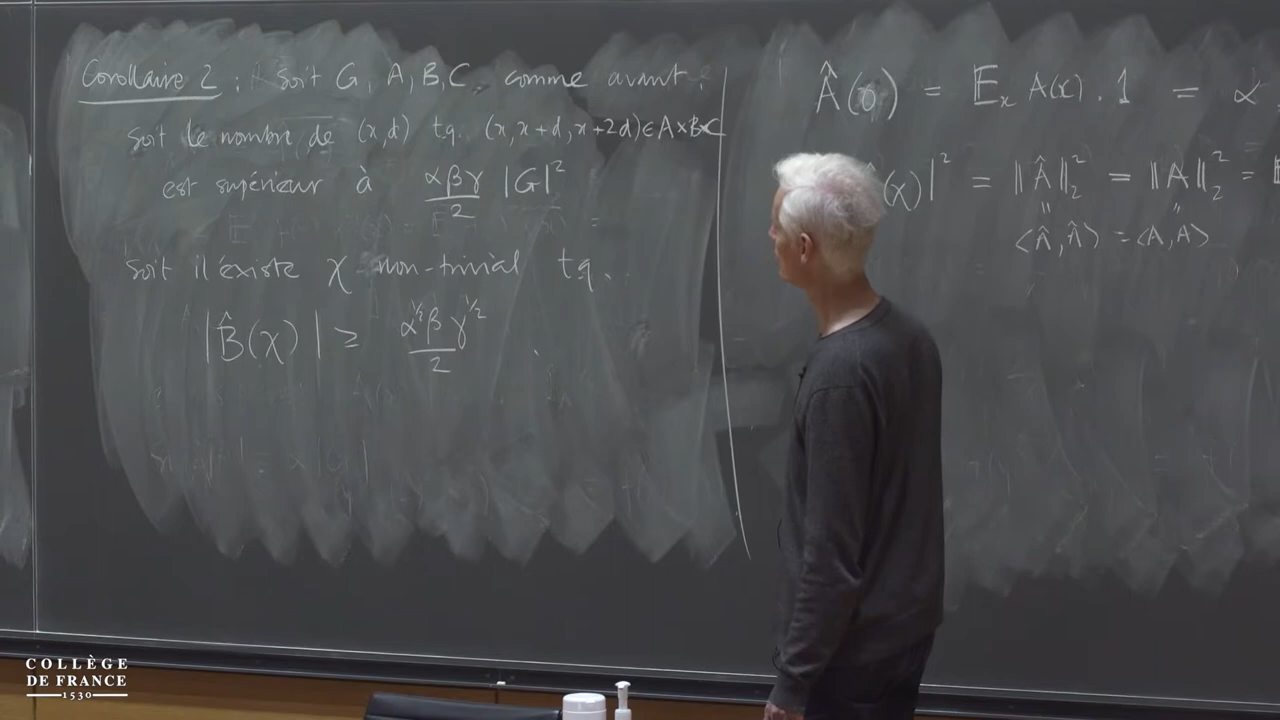 Corollaire 2 : Soit G, A, B, C comme avant.
Soit le nombre de (x,d) tq. (x, x+d, x+2d) ∈ A×B×C
est supérieur à αβγ/2 |G|²
soit il existe χ non-trivial tq.
|B̂(χ)| ≥ α^{1/2}βγ^{1/2}/2
Â(0) = 𝔼ₓ A(x) . 1 = α
(χ)|² = ‖Â‖₂² = ‖A‖₂² =
⟨Â,Â⟩ = ⟨A,A⟩
COLLÈGE
DE FRANCE
1530